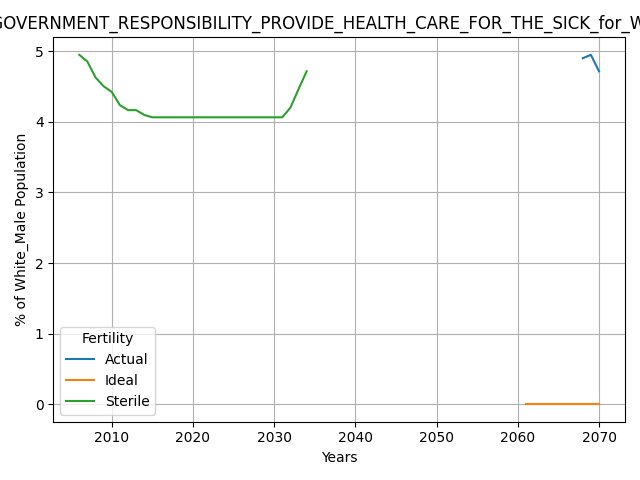 GOVERNMENT_RESPONSIBILITY_PROVIDE_HEALTH_CARE_FOR_THE_SICK_for_W
% of White_Male Population
5
4
3
2
1
0
Fertility
Actual
Ideal
Sterile
2010 2020 2030 2040 2050 2060 2070
Years